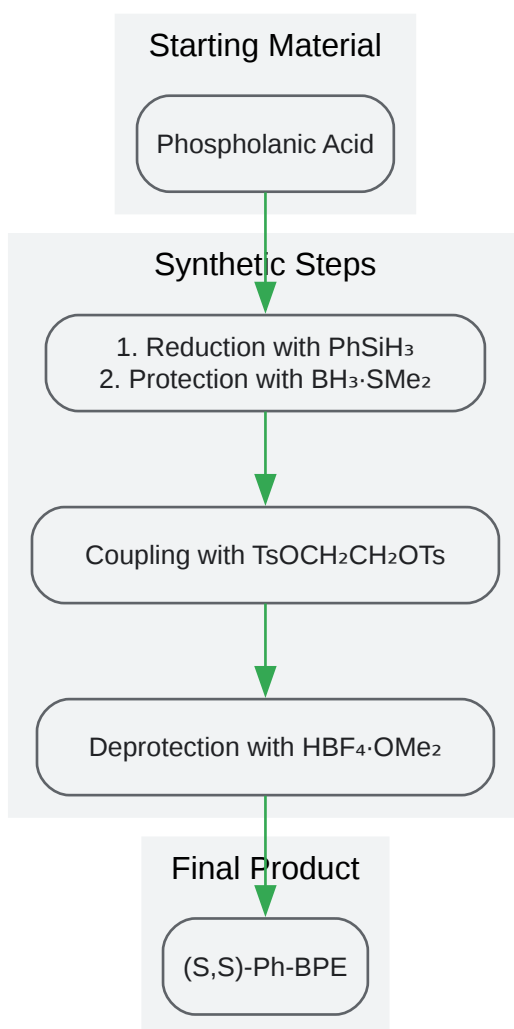 Starting Material
Phospholanic Acid
Synthetic Steps
1. Reduction with PhSiH₃
2. Protection with BH₃·SMe₂
Coupling with TsOCH₂CH₂OTs
Deprotection with HBF₄·OMe₂
Final Product
(S,S)-Ph-BPE